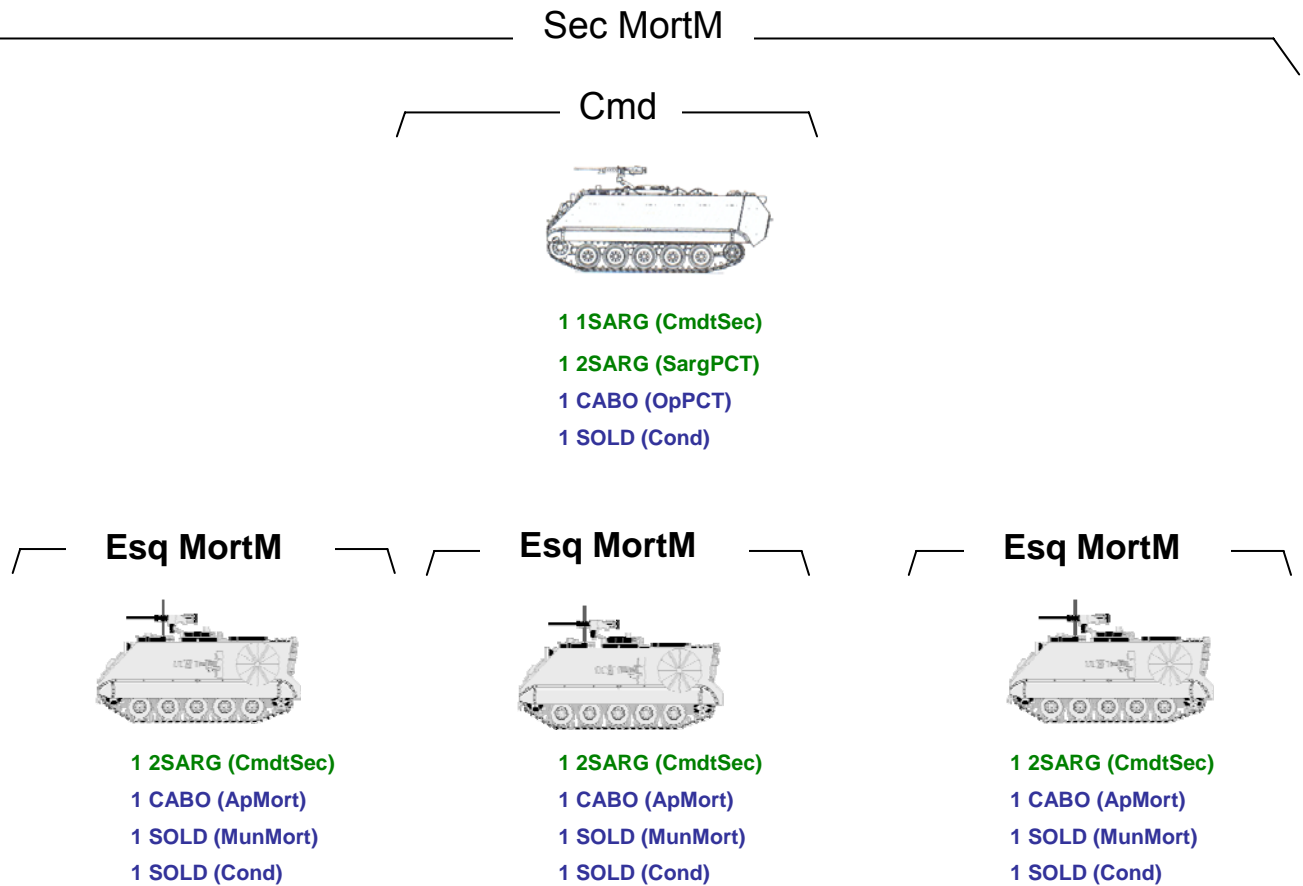 Sec MortM
Cmd
1 1SARG (CmdtSec)
1 2SARG (SargPCT)
1 CABO (OpPCT)
1 SOLD (Cond)
Esq MortM
1 2SARG (CmdtSec)
1 CABO (ApMort)
1 SOLD (MunMort)
1 SOLD (Cond)
Esq MortM
1 2SARG (CmdtSec)
1 CABO (ApMort)
1 SOLD (MunMort)
1 SOLD (Cond)
Esq MortM
1 2SARG (CmdtSec)
1 CABO (ApMort)
1 SOLD (MunMort)
1 SOLD (Cond)